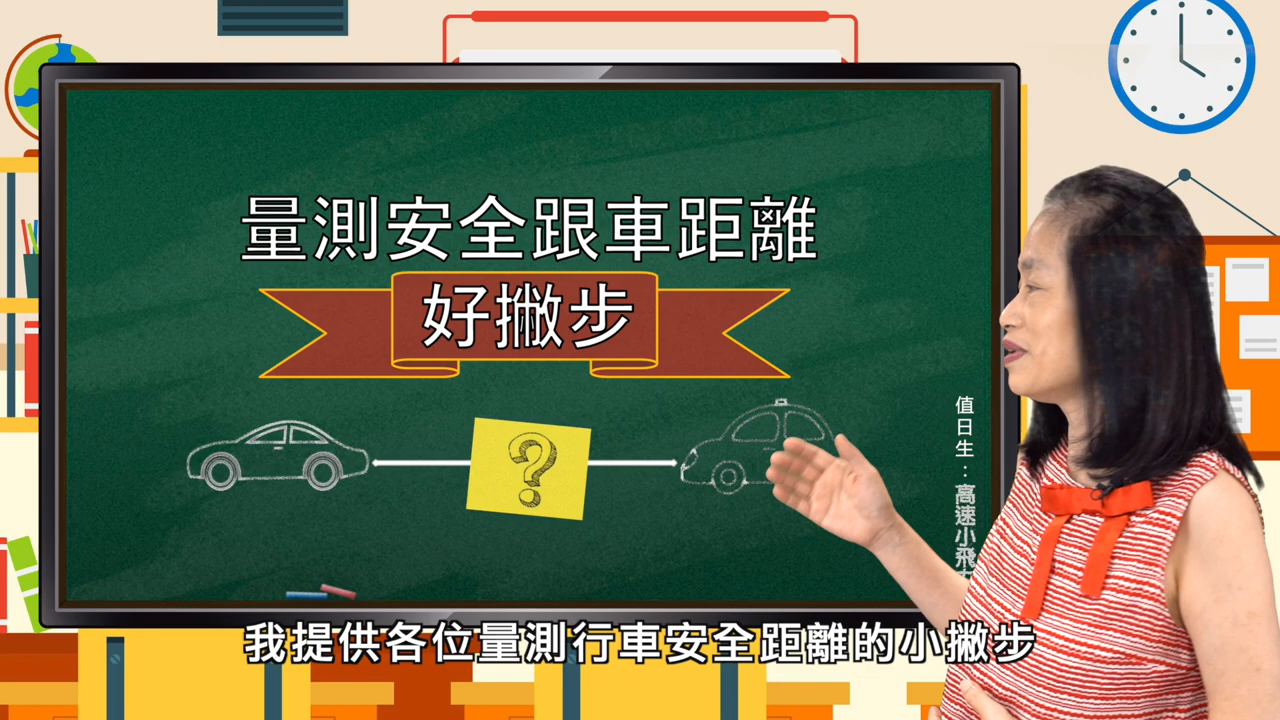 量測安全跟車距離
好撇步
?
值日生：高速小飛
我提供各位量測行車安全距離的小撇步